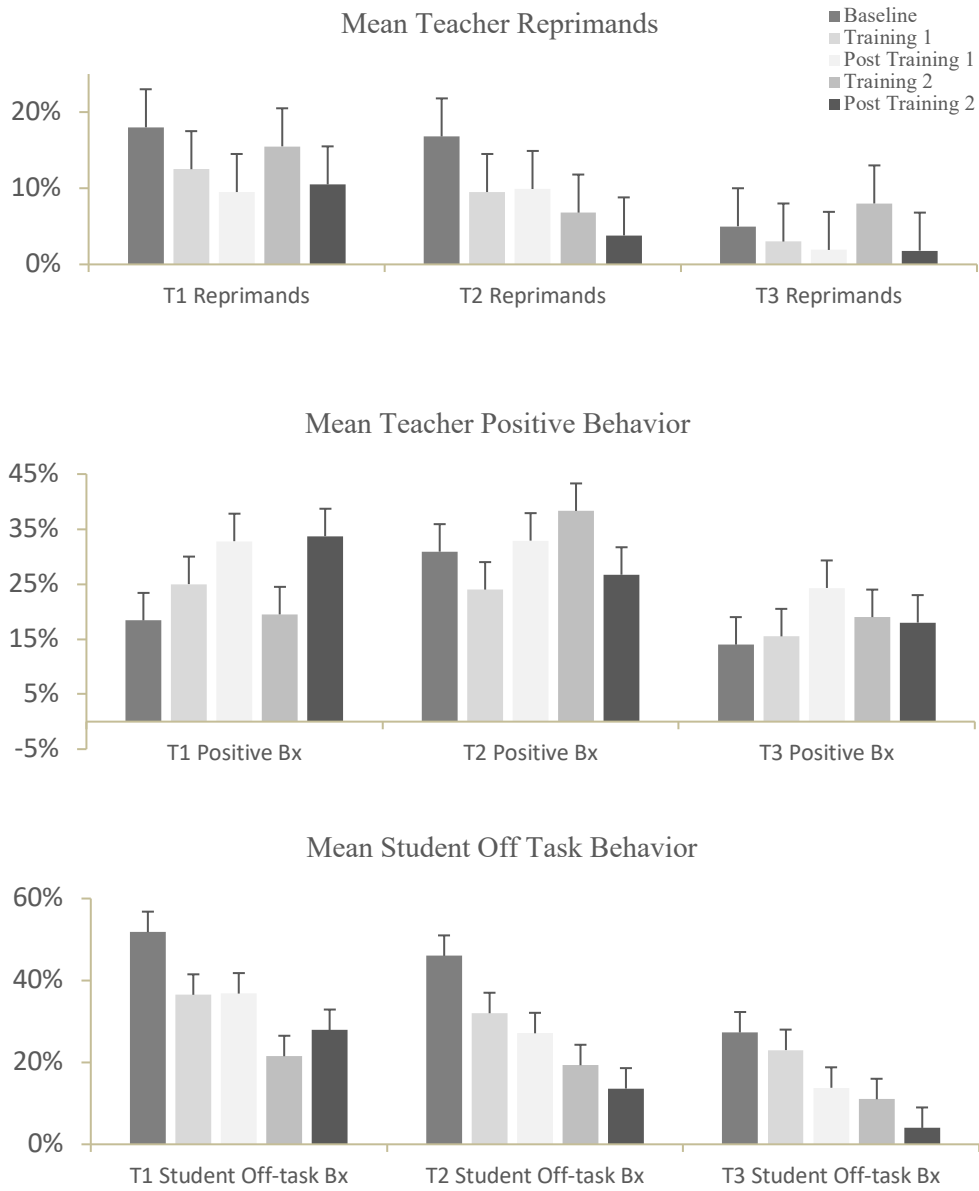 Mean Teacher Reprimands
Baseline
Training 1
Post Training 1
Training 2
Post Training 2
20%
10%
0%
T1 Reprimands
T2 Reprimands
T3 Reprimands
Mean Teacher Positive Behavior
45%
35%
25%
15%
5%
-5%
T1 Positive Bx
T2 Positive Bx
T3 Positive Bx
Mean Student Off Task Behavior
60%
40%
20%
0%
T1 Student Off-task Bx
T2 Student Off-task Bx
T3 Student Off-task Bx